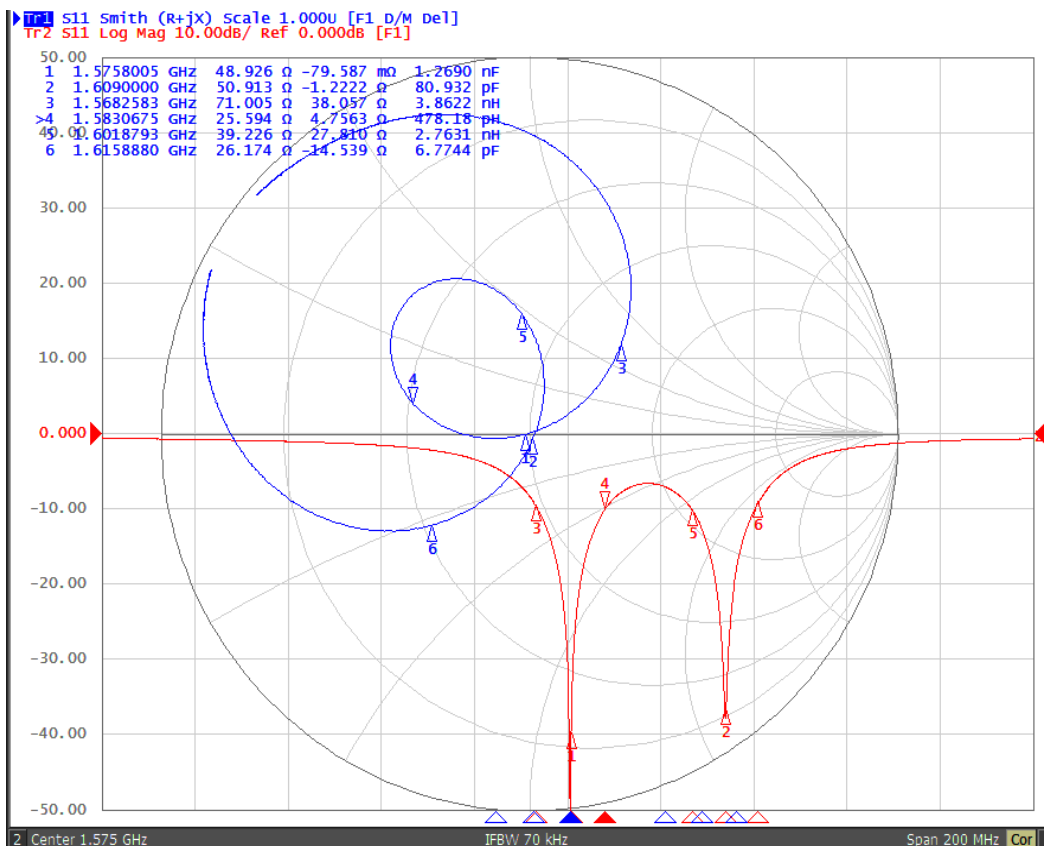 Tr1 S11 Smith (R+jX) Scale 1.000U [F1 D/M Del]
Tr2 S11 Log Mag 10.00dB/ Ref 0.000dB [F1]
50.00
1 1.5758005 GHz 48.926 Ω -79.587 mΩ 1.2690 nF
2 1.6090000 GHz 50.913 Ω -1.2222 Ω 80.932 pF
3 1.5682583 GHz 71.005 Ω 38.057 Ω 3.8622 nH
>4 1.5830675 GHz 25.594 Ω 4.7563 Ω 478.18 pH
40.00
5 1.6018793 GHz 39.226 Ω 27.810 Ω 2.7631 nH
6 1.6158880 GHz 26.174 Ω -14.539 Ω 6.7744 pF
30.00
20.00
5
10.00
3
4
0.000
1 2
-10.00
4
3 5 6
6
-20.00
-30.00
-40.00
2
1
-50.00
2 Center 1.575 GHz IFBW 70 kHz Span 200 MHz Cor